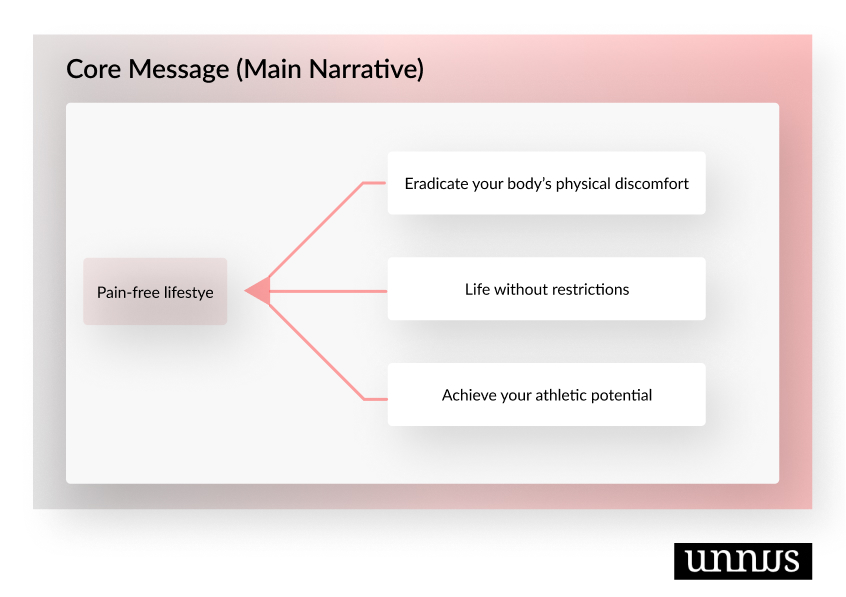 Core Message (Main Narrative)
Eradicate your body's physical discomfort
Pain-free lifestye
Life without restrictions
Achieve your athletic potential
unnus